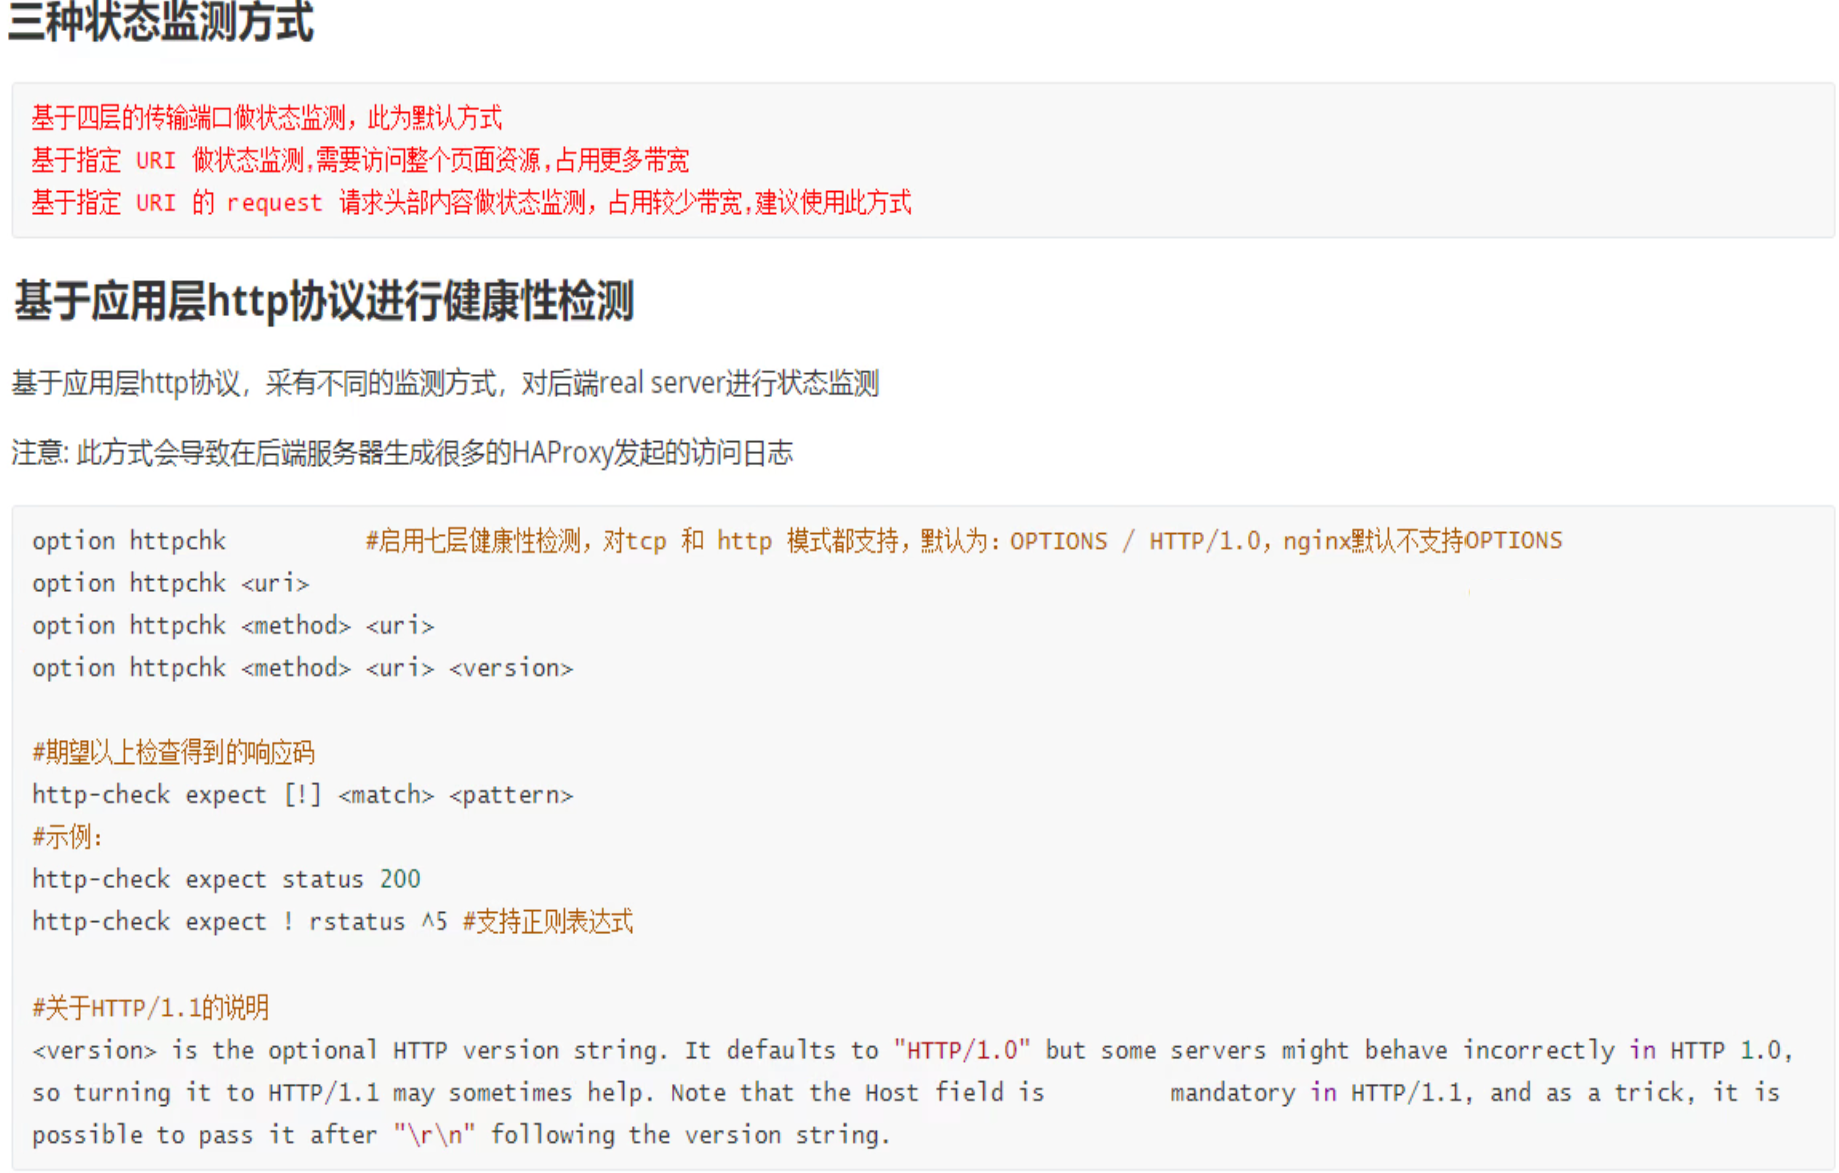 三种状态监测方式
基于四层的传输端口做状态监测，此为默认方式
基于指定 URI 做状态监测,需要访问整个页面资源,占用更多带宽
基于指定 URI 的 request 请求头部内容做状态监测，占用较少带宽,建议使用此方式
基于应用层http协议进行健康性检测
基于应用层http协议，采有不同的监测方式，对后端real server进行状态监测
注意: 此方式会导致在后端服务器生成很多的HAProxy发起的访问日志
option httpchk #启用七层健康性检测，对tcp 和 http 模式都支持，默认为：OPTIONS / HTTP/1.0，nginx默认不支持OPTIONS
option httpchk <uri>
option httpchk <method> <uri>
option httpchk <method> <uri> <version>
#期望以上检查得到的响应码
http-check expect [!] <match> <pattern>
#示例：
http-check expect status 200
http-check expect ! rstatus ^5 #支持正则表达式
#关于HTTP/1.1的说明
<version> is the optional HTTP version string. It defaults to "HTTP/1.0" but some servers might behave incorrectly in HTTP 1.0,
so turning it to HTTP/1.1 may sometimes help. Note that the Host field is mandatory in HTTP/1.1, and as a trick, it is
possible to pass it after "\r\n" following the version string.